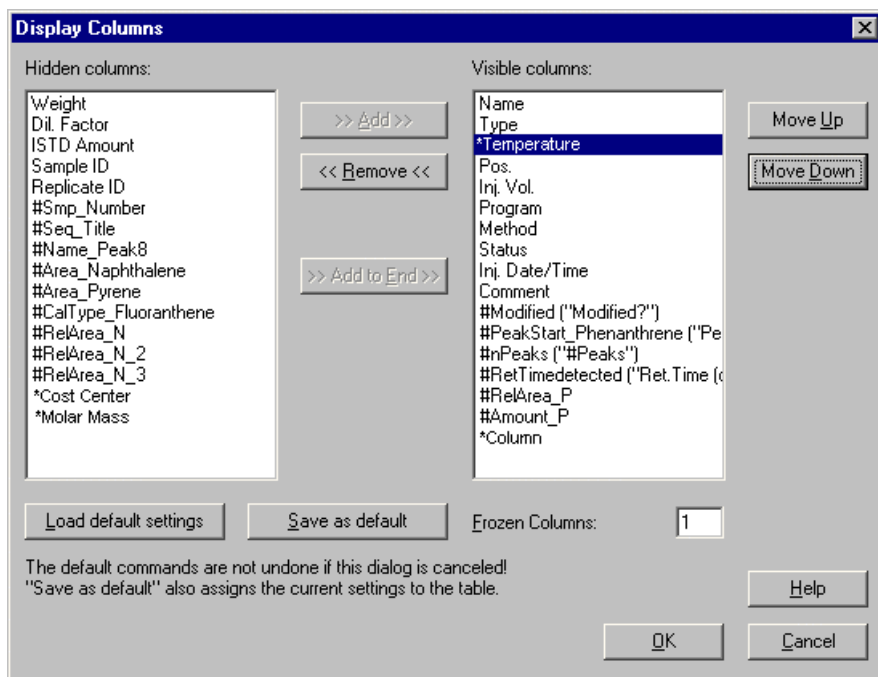 Display Columns
Hidden columns:
Weight
Dil. Factor
ISTD Amount
Sample ID
Replicate ID
#Smp_Number
#Seq_Title
#Name_Peak8
#Area_Naphthalene
#Area_Pyrene
#CalType_Fluoranthene
#RelArea_N
#RelArea_N_2
#RelArea_N_3
*Cost Center
*Molar Mass
>> Add >>
<< Remove <<
>> Add to End >>
Visible columns:
Name
Type
*Temperature
Pos.
Inj. Vol.
Program
Method
Status
Inj. Date/Time
Comment
#Modified ("Modified?")
#PeakStart_Phenanthrene ("Pe
#nPeaks ("#Peaks")
#RetTimedetected ("Ret.Time (
#RelArea_P
#Amount_P
*Column
Move Up
Move Down
Load default settings
Save as default
Frozen Columns:
1
The default commands are not undone if this dialog is canceled!
"Save as default" also assigns the current settings to the table.
Help
OK
Cancel